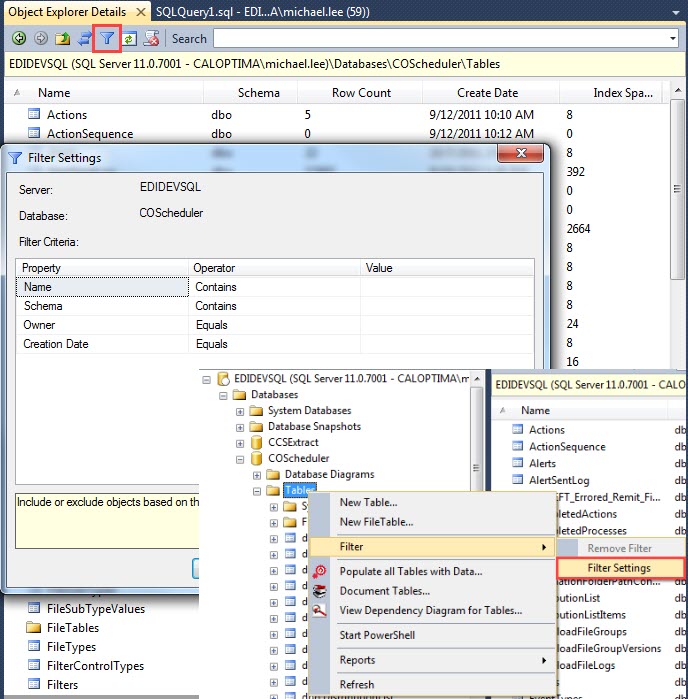 Object Explorer Details
SQLQuery1.sql - EDI...A\michael.lee (59))
Search
EDIDEVSQL (SQL Server 11.0.7001 - CALOPTIMA\michael.lee)\Databases\COScheduler\Tables
Name Schema Row Count Create Date Index Spa...
Actions dbo 5 9/12/2011 10:10 AM 8
ActionSequence dbo 0 9/12/2011 10:12 AM 0
8
392
0
0
2664
8
8
8
24
8
16
Filter Settings
Server: EDIDEVSQL
Database: COScheduler
Filter Criteria:
Property Operator Value
Name Contains
Schema Contains
Owner Equals
Creation Date Equals
Include or exclude objects based on th
FileSubTypeValues
FileTables
FileTypes
FilterControlTypes
Filters
EDIDEVSQL (SQL Server 11.0.7001 - CALOPTIMA\m
Databases
System Databases
Database Snapshots
CCSExtract
COScheduler
Database Diagrams
Tables
New Table...
New FileTable...
Filter
Populate all Tables with Data...
Document Tables...
View Dependency Diagram for Tables...
Start PowerShell
Reports
Refresh
Remove Filter
Filter Settings
EDIDEVSQL (SQL Server 11.0.7001 - CALO
Name
Actions db
ActionSequence db
Alerts db
AlertSentLog db
FT_Errored_Remit_Fi... db
letedActions db
letedProcesses db